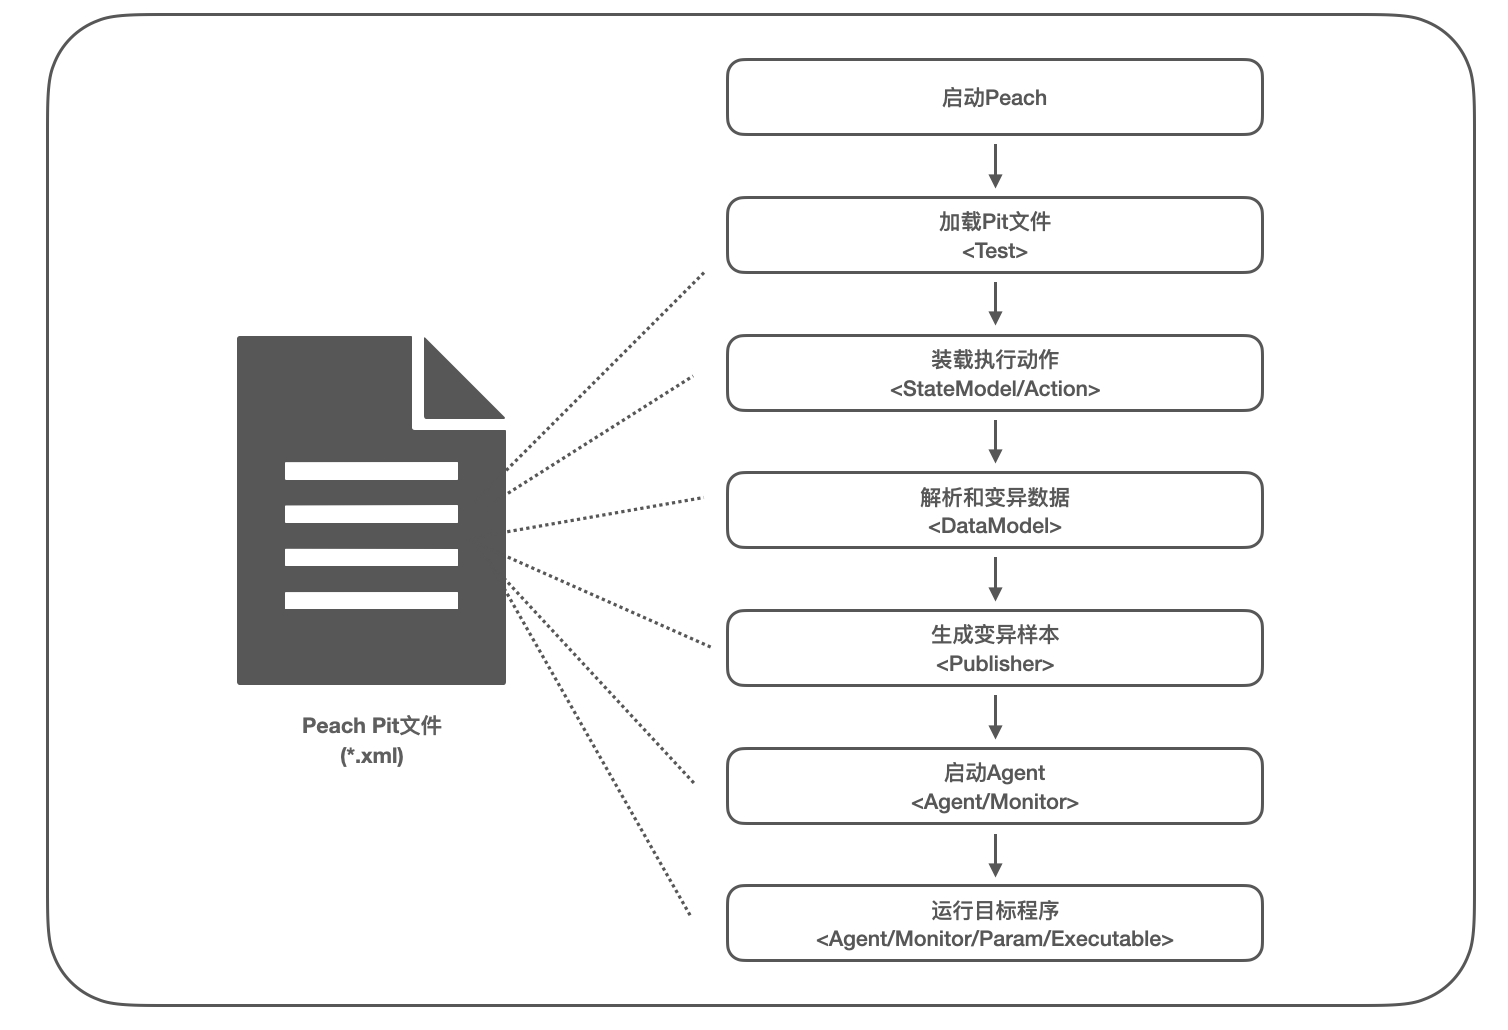 启动Peach
加载Pit文件
<Test>
装载执行动作
<StateModel/Action>
解析和变异数据
<DataModel>
生成变异样本
<Publisher>
启动Agent
<Agent/Monitor>
运行目标程序
<Agent/Monitor/Param/Executable>
Peach Pit文件
(*.xml)